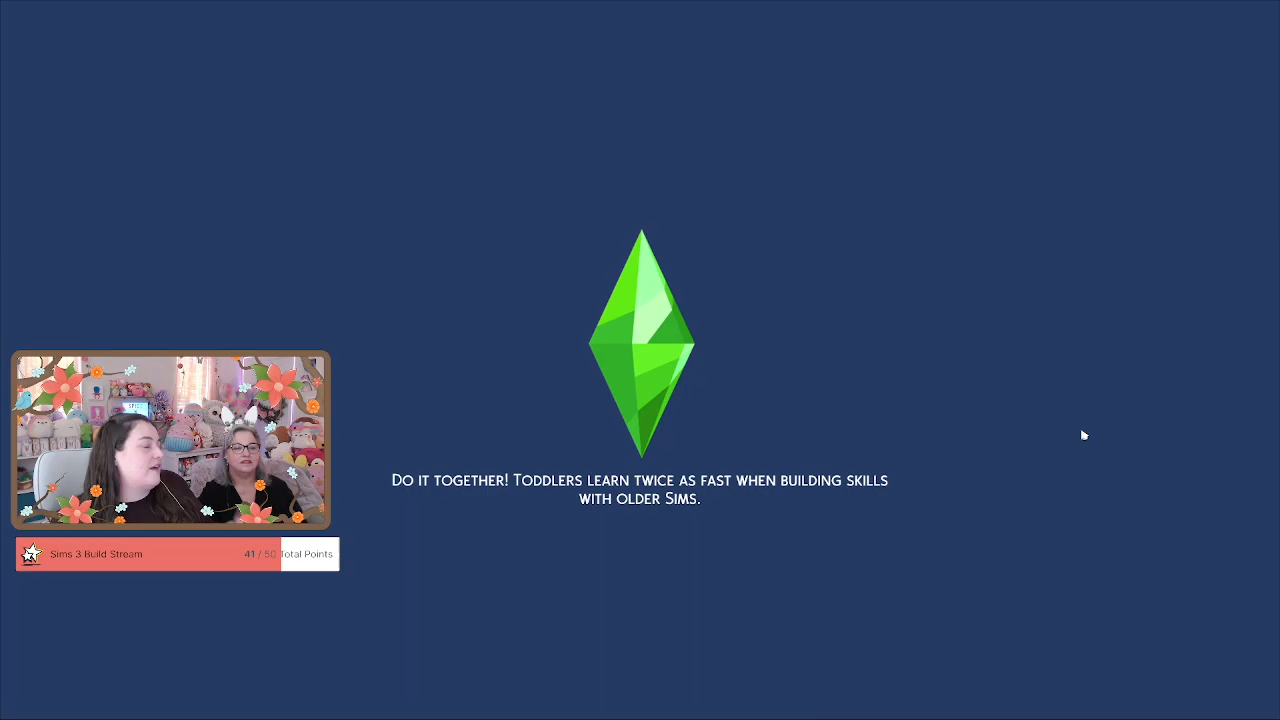 Do it together! Toddlers learn twice as fast when building skills
with older Sims.
Sims 3 Build Stream 41 / 50 Total Points